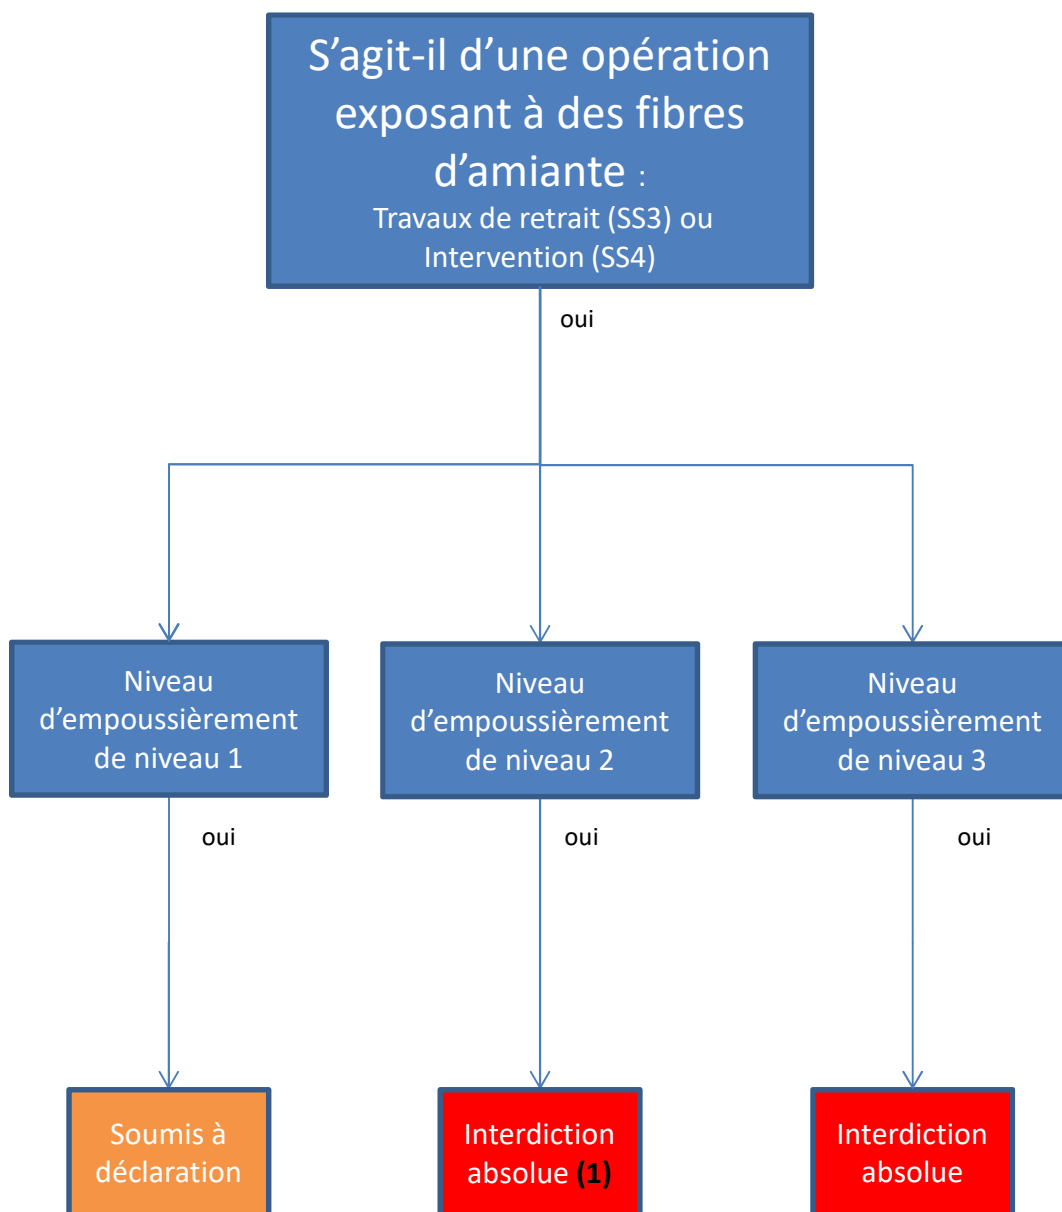 S’agit-il d’une opération
exposant à des fibres
d’amiante :
Travaux de retrait (SS3) ou
Intervention (SS4)
oui
Niveau
d’empoussièrement
de niveau 1
Niveau
d’empoussièrement
de niveau 2
Niveau
d’empoussièrement
de niveau 3
oui
oui
oui
Soumis à
déclaration
Interdiction
absolue (1)
Interdiction
absolue